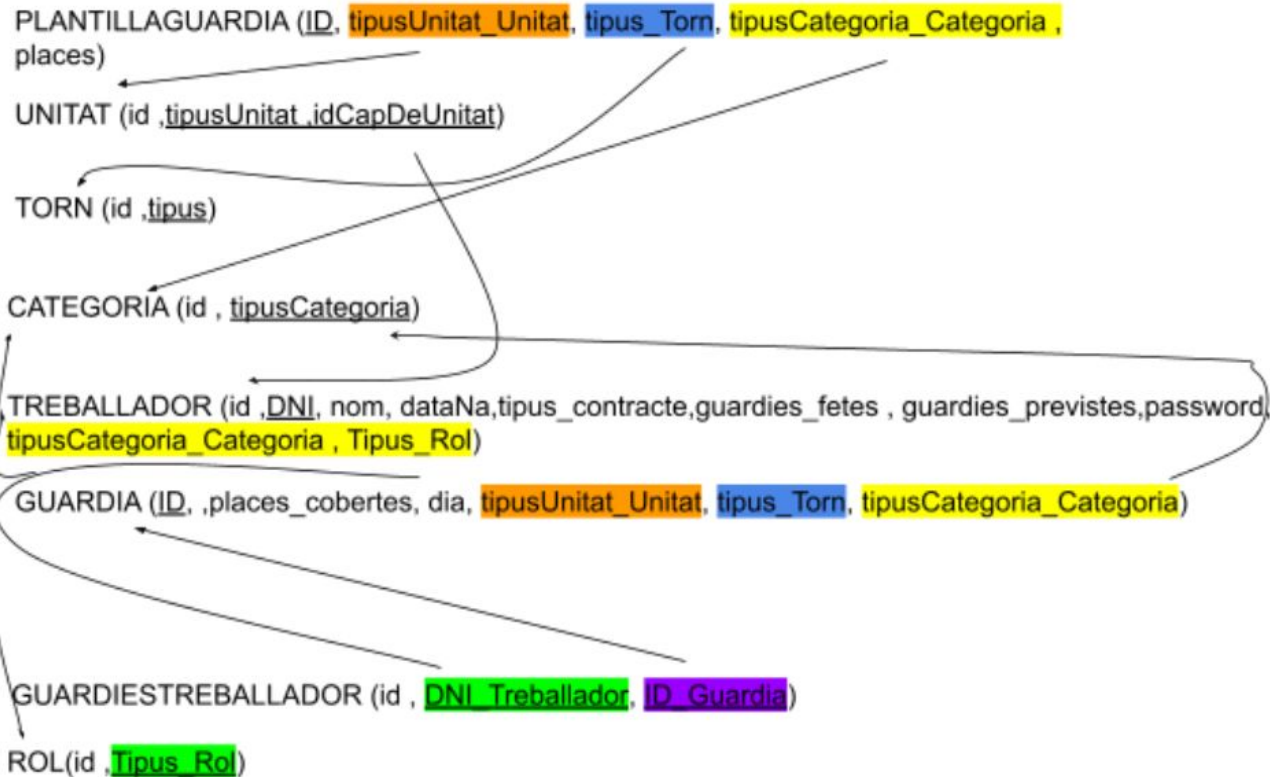 PLANTILLAGUARDIA (ID, tipusUnitat_Unitat, tipus_Torn, tipusCategoria_Categoria ,
places)
UNITAT (id ,tipusUnitat ,idCapDeUnitat)
TORN (id ,tipus)
CATEGORIA (id , tipusCategoria)
TREBALLADOR (id ,DNI, nom, dataNa,tipus_contracte,guardies_fetes , guardies_previstes,password,
tipusCategoria_Categoria , Tipus_Rol)
GUARDIA (ID, ,places_cobertes, dia, tipusUnitat_Unitat, tipus_Torn, tipusCategoria_Categoria)
GUARDIESTREBALLADOR (id , DNI_Treballador, ID_Guardia)
ROL(id ,Tipus_Rol)